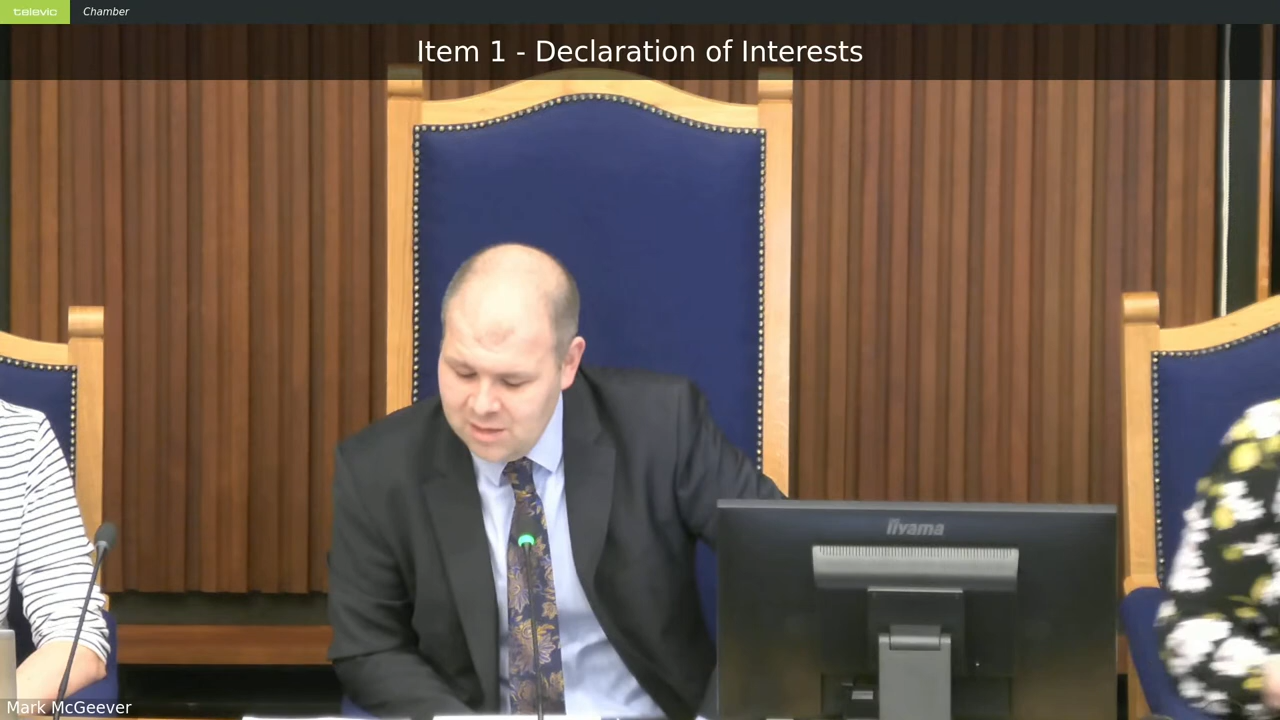 televic
Chamber
Item 1 - Declaration of Interests
iiyama
Mark McGeever